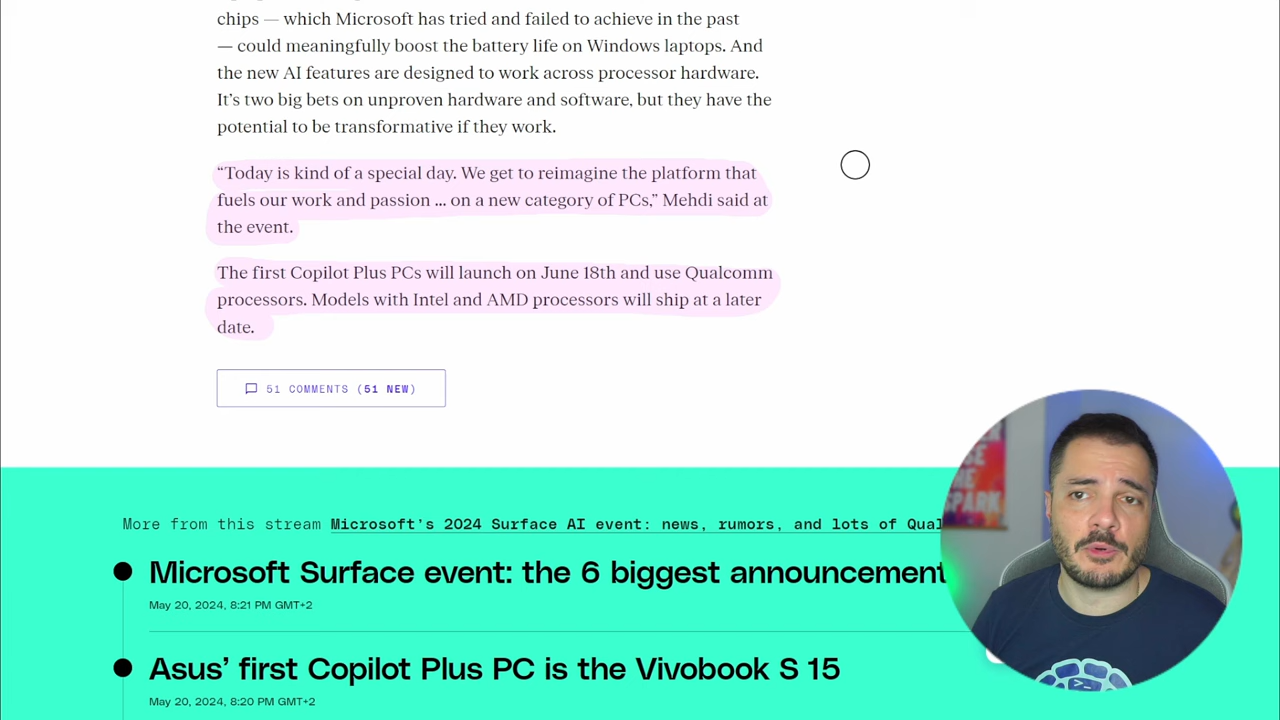 chips — which Microsoft has tried and failed to achieve in the past
— could meaningfully boost the battery life on Windows laptops. And
the new AI features are designed to work across processor hardware.
It’s two big bets on unproven hardware and software, but they have the
potential to be transformative if they work.
“Today is kind of a special day. We get to reimagine the platform that
fuels our work and passion ... on a new category of PCs,” Mehdi said at
the event.
The first Copilot Plus PCs will launch on June 18th and use Qualcomm
processors. Models with Intel and AMD processors will ship at a later
date.
51 COMMENTS (51 NEW)
More from this stream Microsoft's 2024 Surface AI event: news, rumors, and lots of Qual
Microsoft Surface event: the 6 biggest announcement
May 20, 2024, 8:21 PM GMT+2
Asus’ first Copilot Plus PC is the Vivobook S 15
May 20, 2024, 8:20 PM GMT+2
SPARK